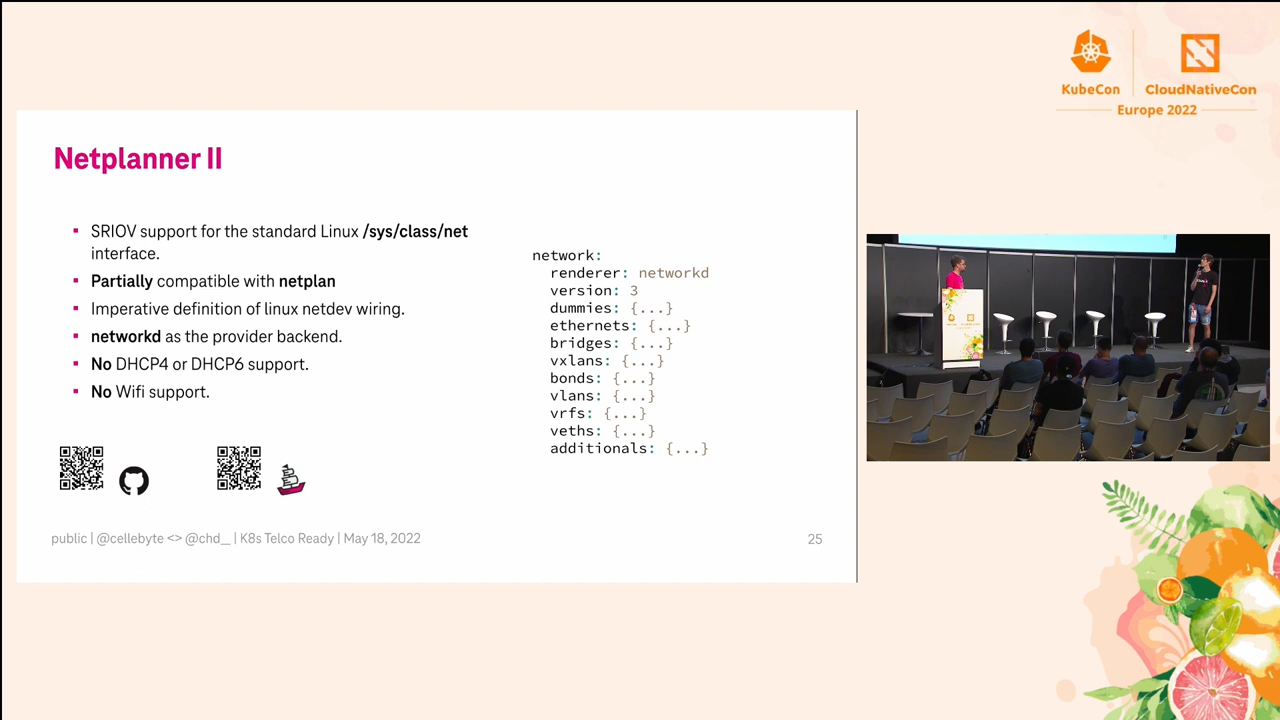 KubeCon
CloudNativeCon
Europe 2022
Netplanner II
SRIOV support for the standard Linux /sys/class/net
interface.
Partially compatible with netplan
Imperative definition of linux netdev wiring.
networkd as the provider backend.
No DHCP4 or DHCP6 support.
No Wifi support.
network:
renderer: networkd
version: 3
dummies: {...}
ethernets: {...}
bridges: {...}
vxlans: {...}
bonds: {...}
vlans: {...}
vrfs: {...}
veths: {...}
additionals: {...}
public | @cellebyte <> @chd_ | K8s Telco Ready | May 18, 2022
25